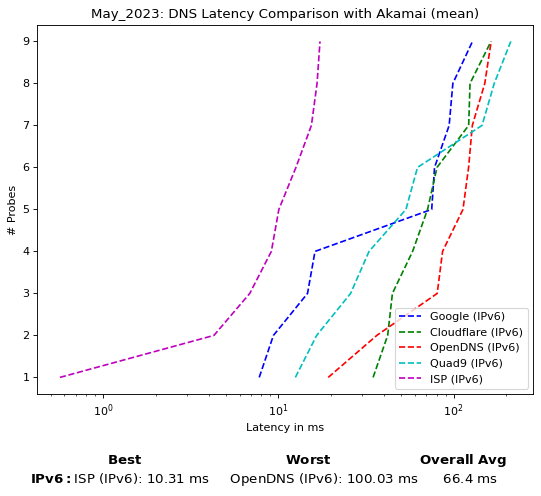 May_2023: DNS Latency Comparison with Akamai (mean)
9
8
7
6
5
4
3
2
1
# Probes
Google (IPv6)
Cloudflare (IPv6)
OpenDNS (IPv6)
Quad9 (IPv6)
ISP (IPv6)
10⁰ 10¹ 10²
Latency in ms
Best Worst Overall Avg
IPv6: ISP (IPv6): 10.31 ms OpenDNS (IPv6): 100.03 ms 66.4 ms